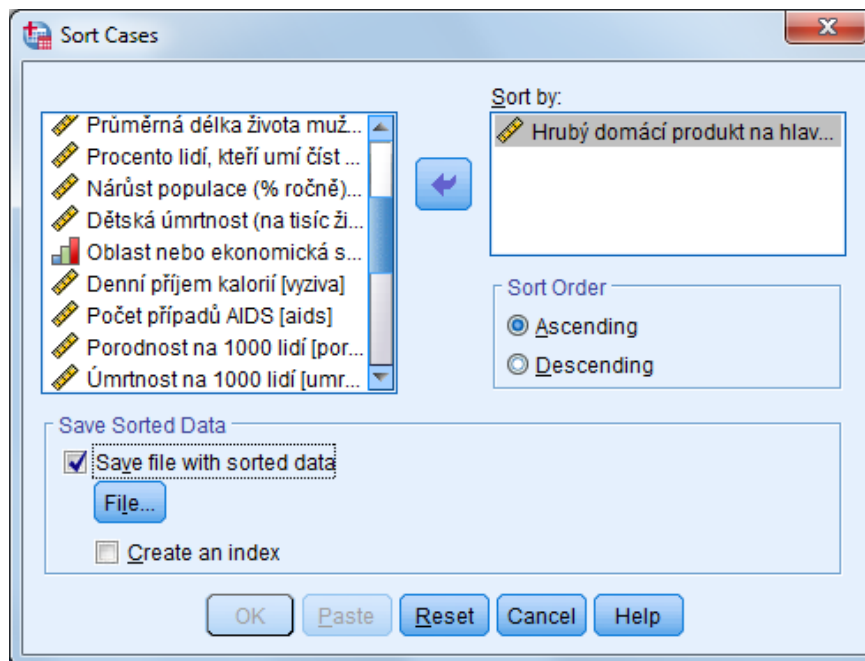 Sort Cases
Průměrná délka života muž...
Procento lidí, kteří umí číst ...
Nárůst populace (% ročně)...
Dětská úmrtnost (na tisíc ži...
Oblast nebo ekonomická s...
Denní příjem kalorií [vyziva]
Počet případů AIDS [aids]
Porodnost na 1000 lidí [por...
Úmrtnost na 1000 lidí [umr...
Sort by:
Hrubý domácí produkt na hlav...
Sort Order
Ascending
Descending
Save Sorted Data
Save file with sorted data
File...
Create an index
OK Paste Reset Cancel Help